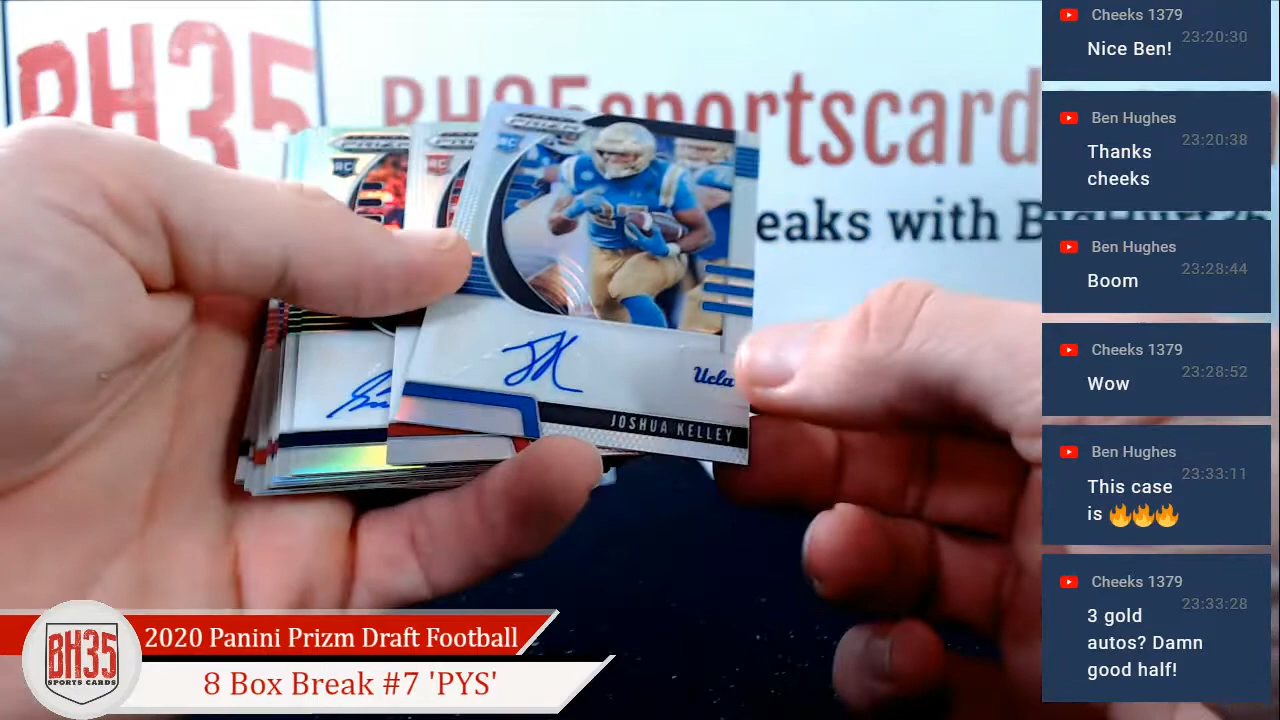 BH35
BH35sportscard
eaks with
PRIZM
RC
RC
RC
JK
Ucla
JOSHUA KELLEY
BH35
SPORTS CARDS
2020 Panini Prizm Draft Football
8 Box Break #7 'PYS'
Cheeks 1379
23:20:30
Nice Ben!
Ben Hughes
23:20:38
Thanks
cheeks
Ben Hughes
23:28:44
Boom
Cheeks 1379
23:28:52
Wow
Ben Hughes
23:33:11
This case
is 🔥🔥🔥
Cheeks 1379
23:33:28
3 gold
autos? Damn
good half!